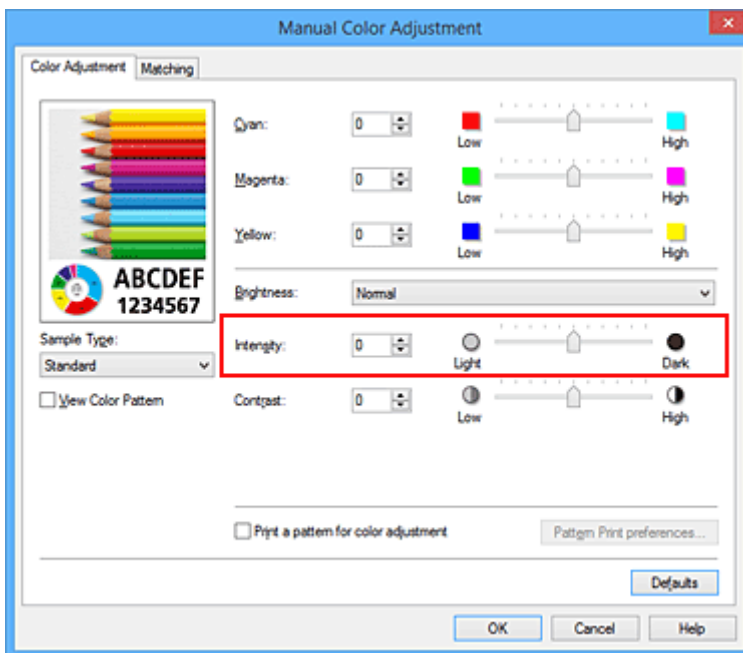 Manual Color Adjustment
Color Adjustment
Matching
ABCDEF
1234567
Sample Type:
Standard
View Color Pattern
Cyan: 0 Low High
Magenta: 0 Low High
Yellow: 0 Low High
Brightness: Normal
Intensity: 0 Light Dark
Contrast: 0 Low High
Print a pattern for color adjustment
Pattern Print preferences...
Defaults
OK Cancel Help